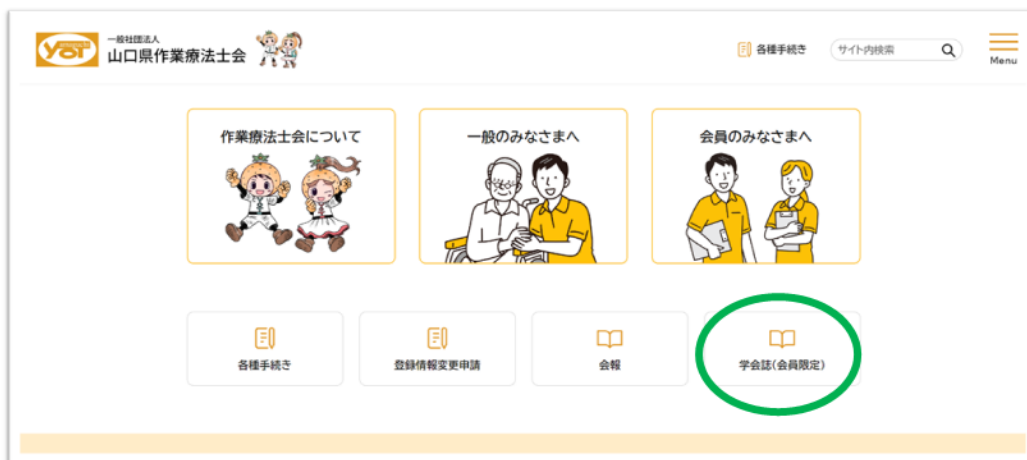 YOT
一般社団法人
山口県作業療法士会
各種手続き
サイト内検索
Menu
作業療法士会について
一般のみなさまへ
会員のみなさまへ
各種手続き
登録情報変更申請
会報
学会誌(会員限定)